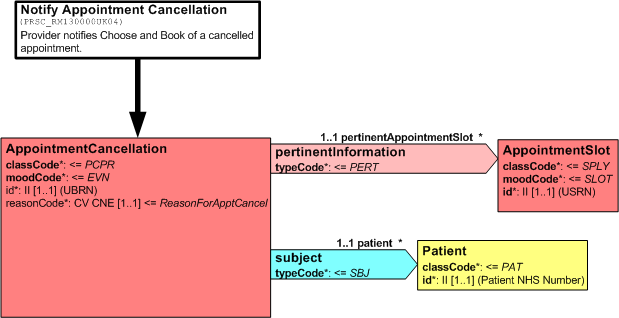 Notify Appointment Cancellation
(PRSC_RM130000UK04)
Provider notifies Choose and Book of a cancelled
appointment.
AppointmentCancellation
classCode*: <= PCPR
moodCode*: <= EVN
id*: II [1..1] (UBRN)
reasonCode*: CV CNE [1..1] <= ReasonForApptCancel
1..1 pertinentAppointmentSlot *
pertinentInformation
typeCode*: <= PERT
AppointmentSlot
classCode*: <= SPLY
moodCode*: <= SLOT
id*: II [1..1] (USRN)
1..1 patient *
subject
typeCode*: <= SBJ
Patient
classCode*: <= PAT
id*: II [1..1] (Patient NHS Number)